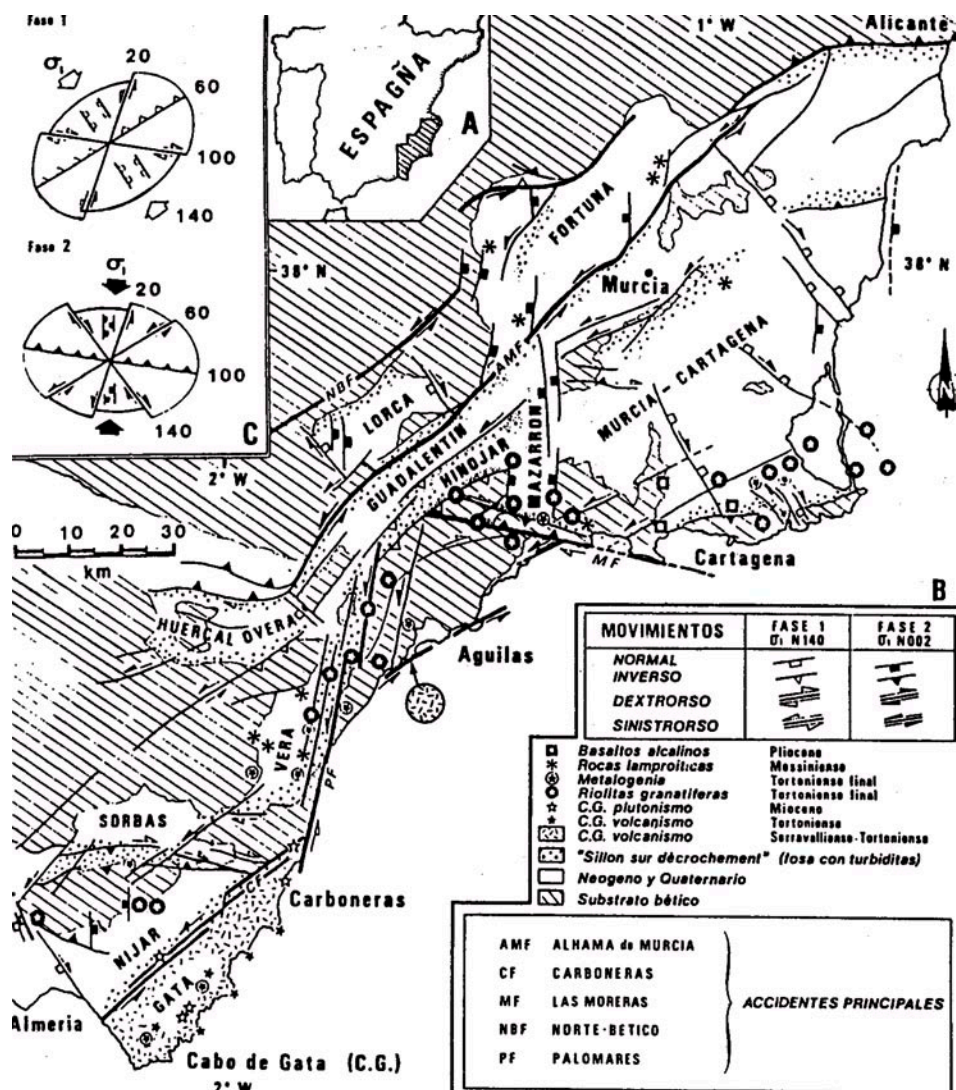 Fase 1
σ₁
20
60
100
140
Fase 2
σ₁
20
60
100
140
C
ESPAGÑA
A
1° W
Alicante
38° N
38° N
FORTUNA
Murcia
AMF
NBF
LORCA
MURCIA - CARTAGENA
N
2° W
GUADALENTIN
HINOJAR
MAZARRON
0 10 20 30
km
MF
Cartagena
HUERCAL OVERA
Aguilas
VERA
PF
SORBAS
CF
Carboneras
NIJAR
GATA
Almeria
Cabo de Gata (C.G.)
2° W
B
MOVIMIENTOS
FASE 1
σ₁ N140
FASE 2
σ₁ N002
NORMAL
INVERSO
DEXTRORSO
SINISTRORSO
Basaltos alcalinos Plioceno
Rocas lamproiticas Messiniense
Metalogenia Tortoniense final
Riolitas granatiferas Tortoniense final
C.G. plutonismo Mioceno
C.G. volcanismo Tortoniense
C.G. volcanismo Serravalliense-Tortoniense
"Sillon sur décrochement" (fosa con turbiditas)
Neogeno y Quaternario
Substrato bético
AMF ALHAMA de MURCIA
CF CARBONERAS
MF LAS MORERAS
NBF NORTE-BETICO
PF PALOMARES
ACCIDENTES PRINCIPALES